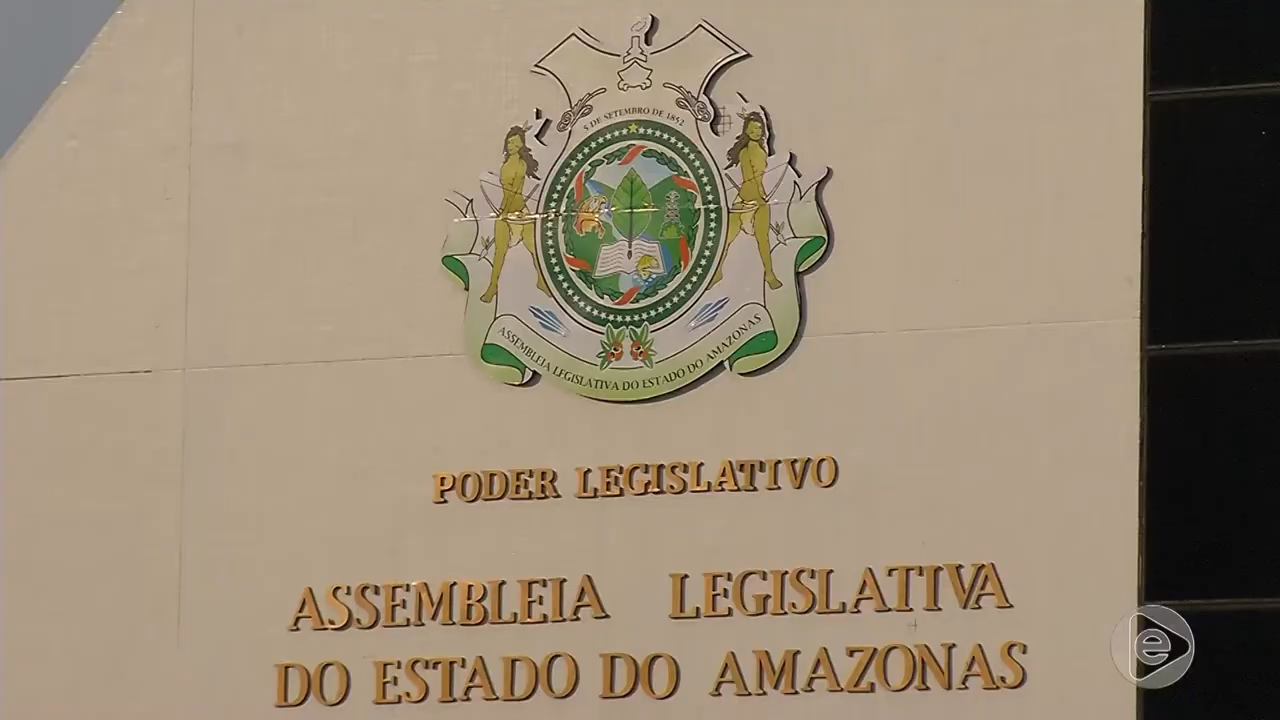 5 DE SETEMBRO DE 1852
ASSEMBLEIA LEGISLATIVA DO ESTADO DO AMAZONAS
PODER LEGISLATIVO
ASSEMBLEIA LEGISLATIVA
DO ESTADO DO AMAZONAS
e